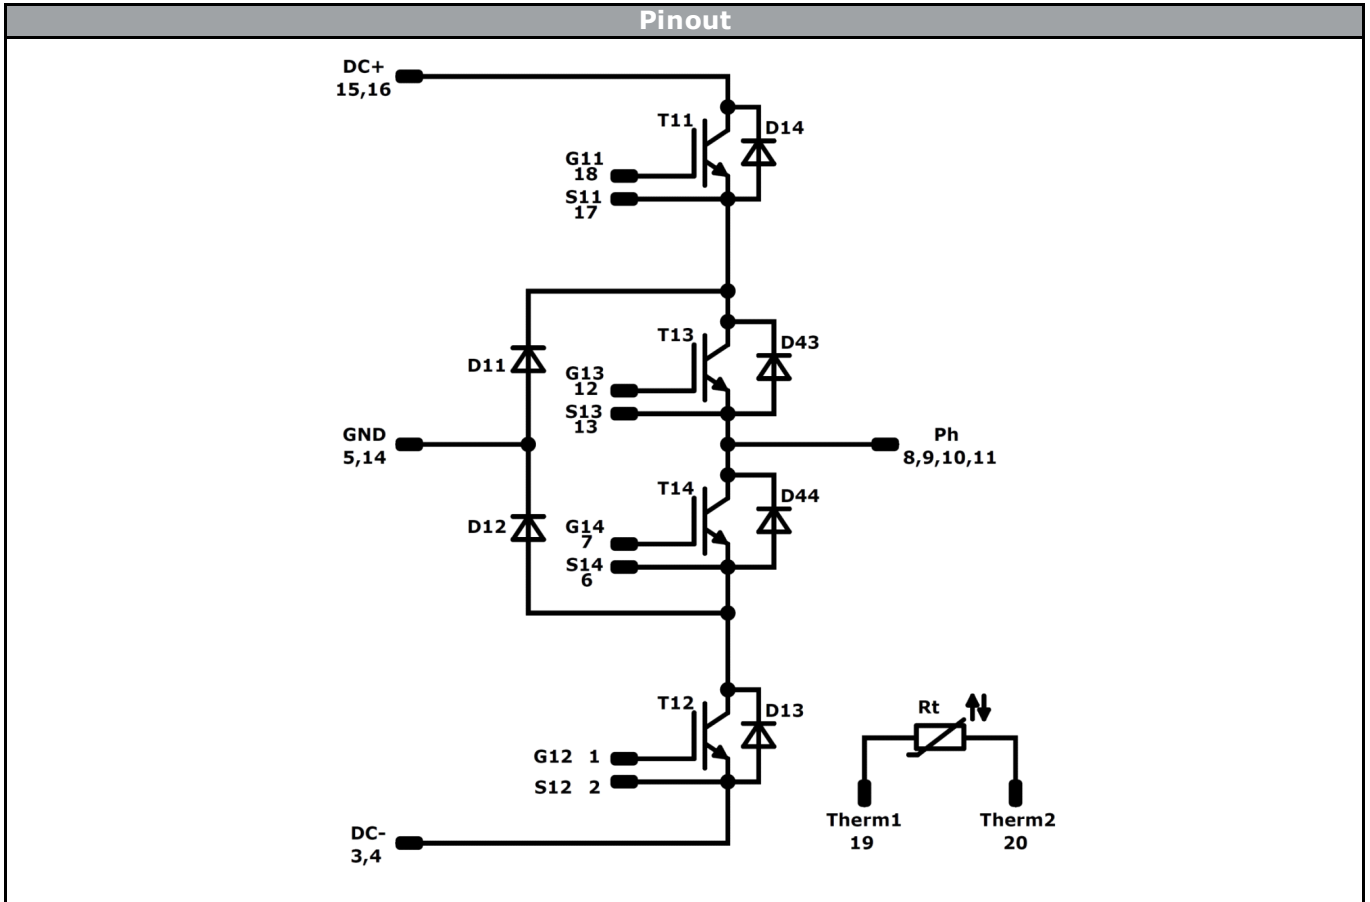 Pinout
DC+
15,16
T11
D14
G11
18
S11
17
T13
D43
D11
G13
12
S13
13
GND
5,14
Ph
8,9,10,11
T14
D44
D12
G14
7
S14
6
T12
D13
Rt
G12 1
S12 2
Therm1
19
Therm2
20
DC-
3,4